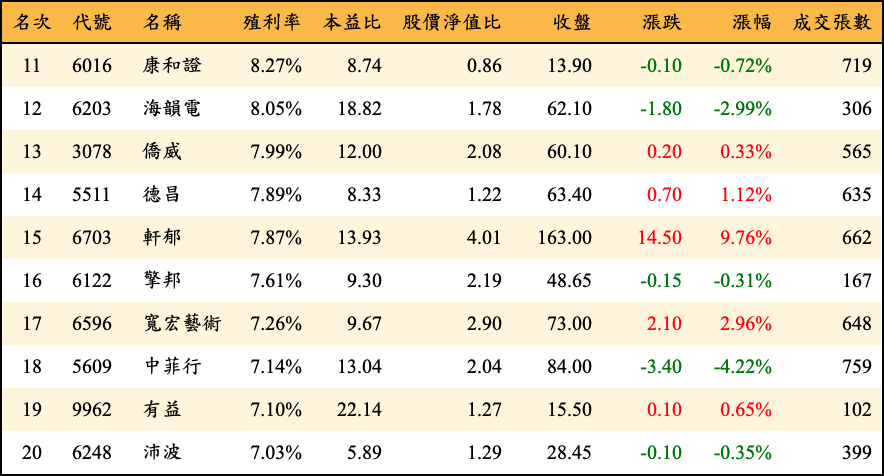 名次 代號 名稱 殖利率 本益比 股價淨值比 收盤 漲跌 漲幅 成交張數
11 6016 康和證 8.27% 8.74 0.86 13.90 -0.10 -0.72% 719
12 6203 海韻電 8.05% 18.82 1.78 62.10 -1.80 -2.99% 306
13 3078 僑威 7.99% 12.00 2.08 60.10 0.20 0.33% 565
14 5511 德昌 7.89% 8.33 1.22 63.40 0.70 1.12% 635
15 6703 軒郁 7.87% 13.93 4.01 163.00 14.50 9.76% 662
16 6122 擎邦 7.61% 9.30 2.19 48.65 -0.15 -0.31% 167
17 6596 寬宏藝術 7.26% 9.67 2.90 73.00 2.10 2.96% 648
18 5609 中菲行 7.14% 13.04 2.04 84.00 -3.40 -4.22% 759
19 9962 有益 7.10% 22.14 1.27 15.50 0.10 0.65% 102
20 6248 沛波 7.03% 5.89 1.29 28.45 -0.10 -0.35% 399